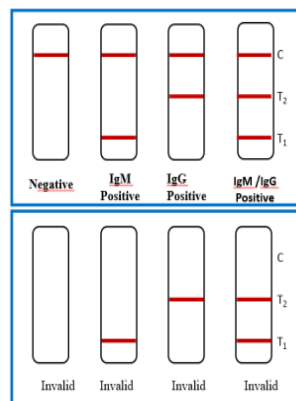 C
T2
T1
Negative IgM Positive IgG Positive IgM /IgG Positive
C
T2
T1
Invalid Invalid Invalid Invalid